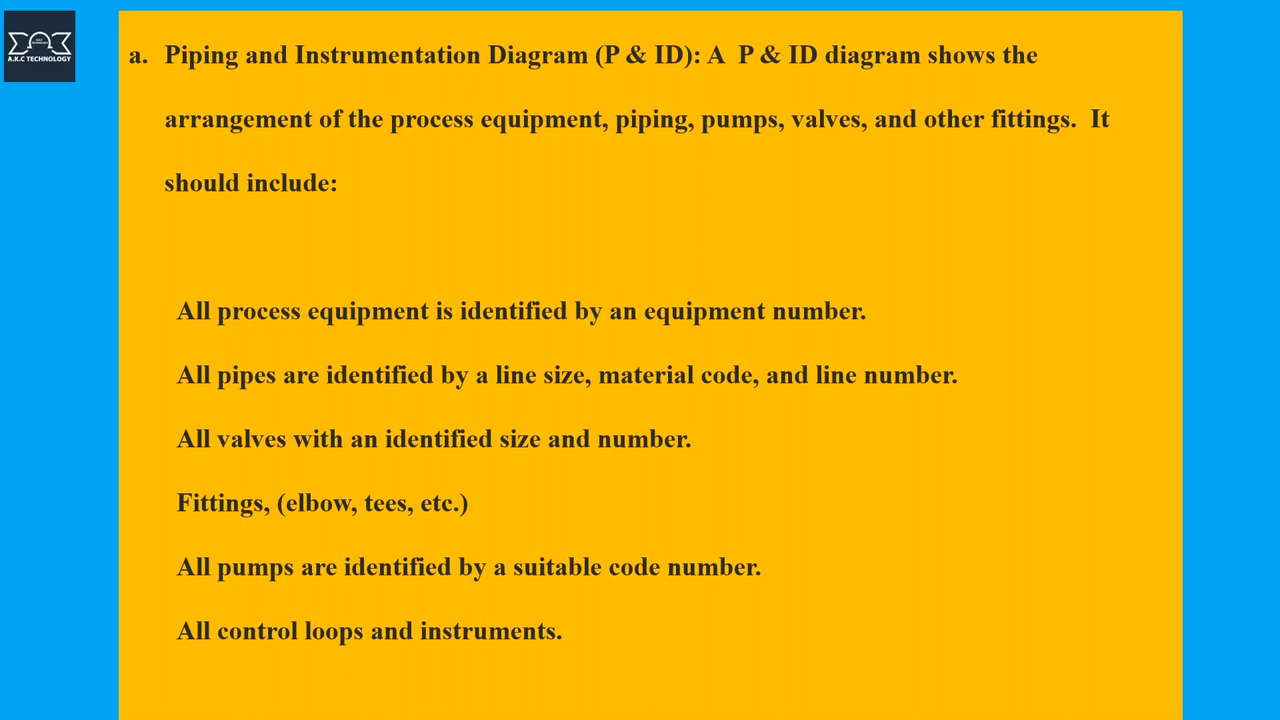 A.K.C TECHNOLOGY
a. Piping and Instrumentation Diagram (P & ID): A P & ID diagram shows the
arrangement of the process equipment, piping, pumps, valves, and other fittings. It
should include:
All process equipment is identified by an equipment number.
All pipes are identified by a line size, material code, and line number.
All valves with an identified size and number.
Fittings, (elbow, tees, etc.)
All pumps are identified by a suitable code number.
All control loops and instruments.